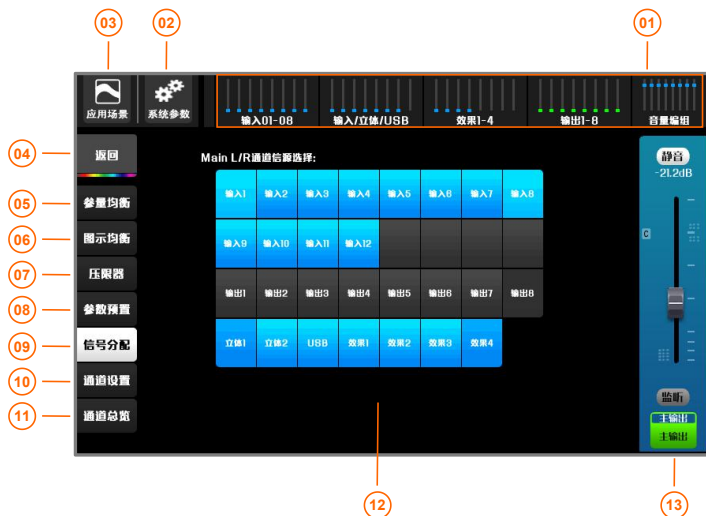 03
02
01
应用场景
系统参数
输入01-08
输入/立体/USB
效果1-4
输出1-8
音量编组
04
返回
Main L/R通道信源选择:
静音
-21.2dB
05
参量均衡
输入1 输入2 输入3 输入4 输入5 输入6 输入7 输入8
06
图示均衡
C
输入9 输入10 输入11 输入12
07
压限器
08
参数预置
输出1 输出2 输出3 输出4 输出5 输出6 输出7 输出8
09
信号分配
立体1 立体2 USB 效果1 效果2 效果3 效果4
10
通道设置
11
通道总览
监听
主输出
主输出
12
13